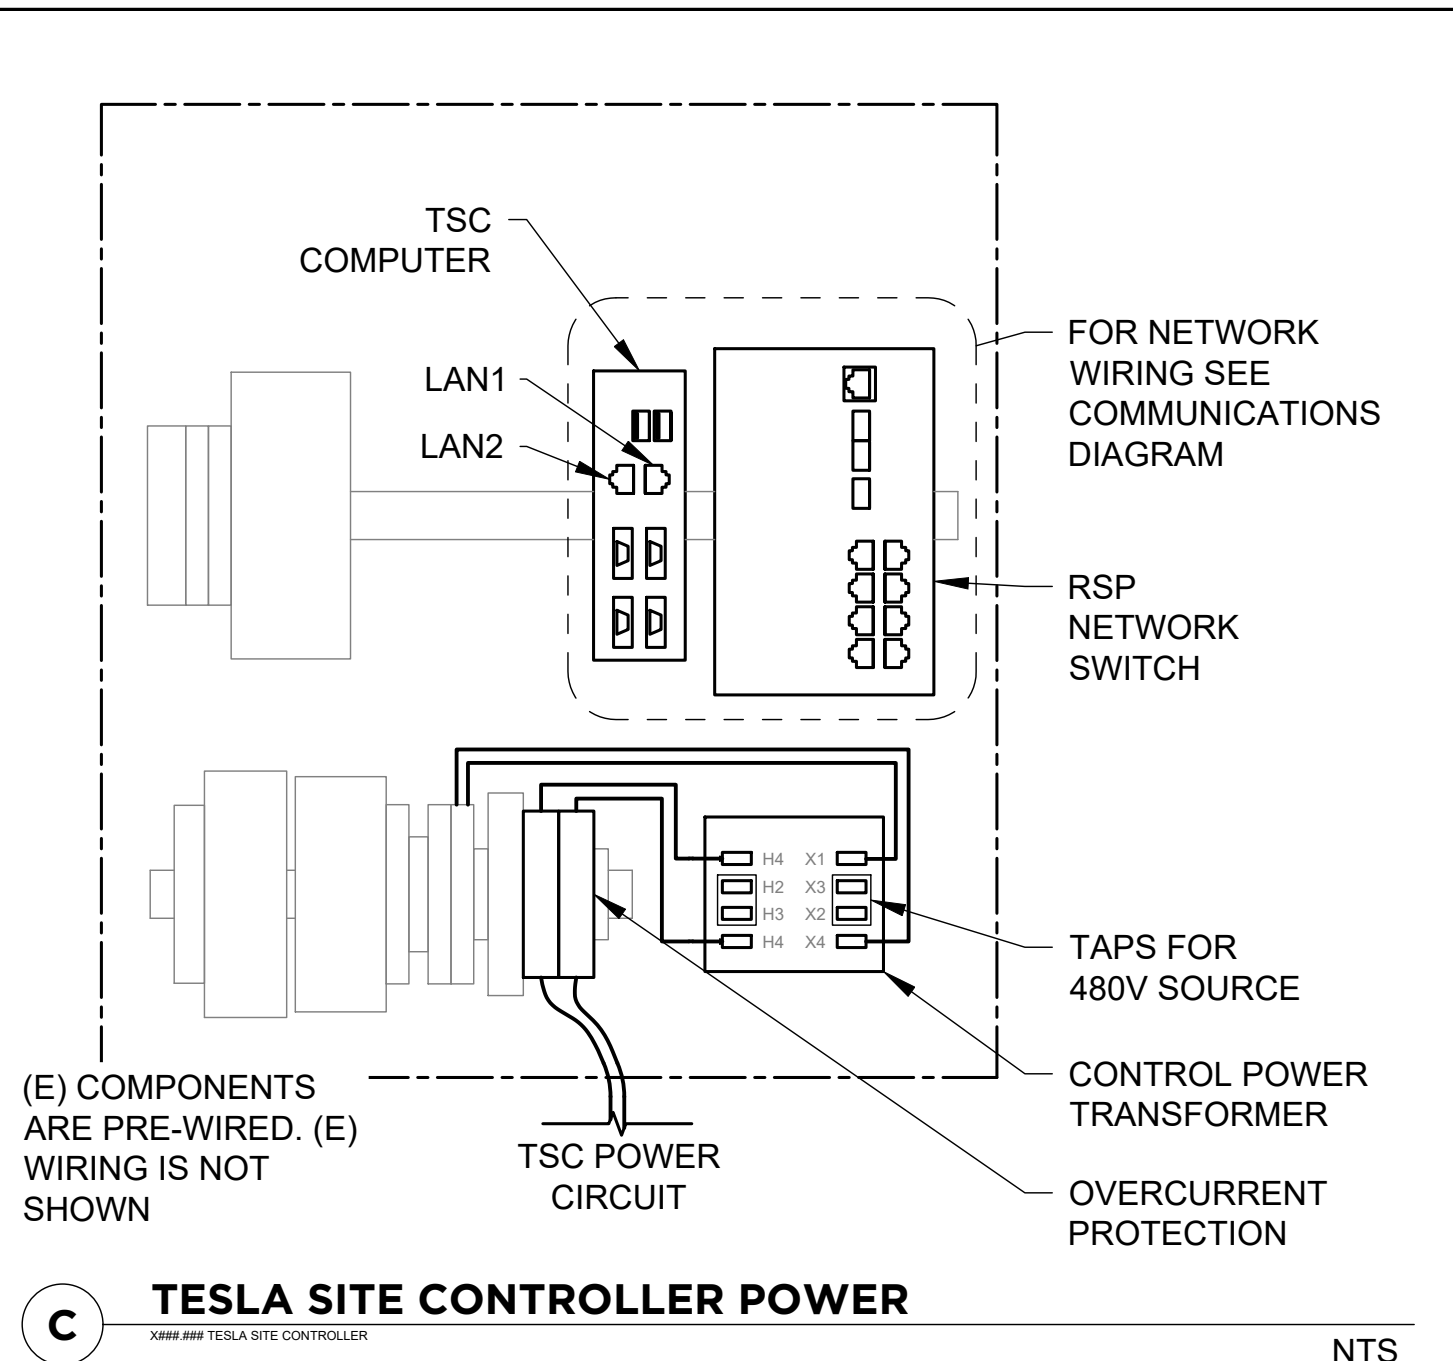 TSC
COMPUTER
LAN1
LAN2
FOR NETWORK
WIRING SEE
COMMUNICATIONS
DIAGRAM
RSP
NETWORK
SWITCH
H4 X1
H2 X3
H3 X2
H4 X4
TAPS FOR
480V SOURCE
CONTROL POWER
TRANSFORMER
OVERCURRENT
PROTECTION
(E) COMPONENTS
ARE PRE-WIRED. (E)
WIRING IS NOT
SHOWN
TSC POWER
CIRCUIT
C
TESLA SITE CONTROLLER POWER
X###.### TESLA SITE CONTROLLER
NTS